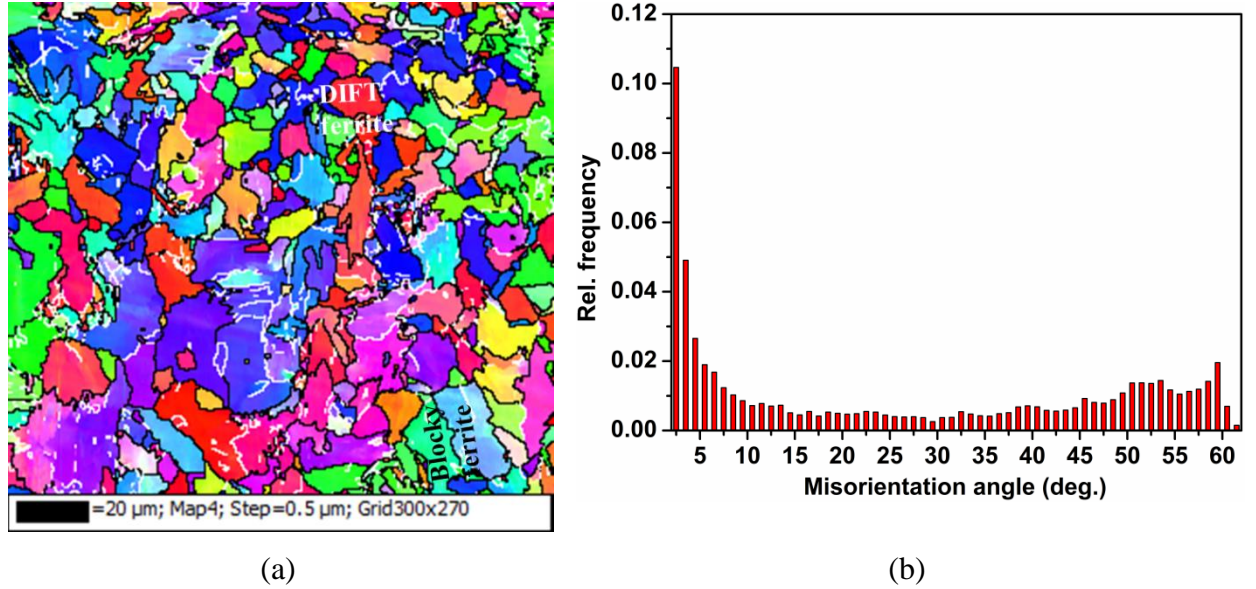 DIFT
ferrite
Blocky
ferrite
=20 µm; Map4; Step=0.5 µm; Grid300x270
(a)
0.12
0.10
0.08
0.06
0.04
0.02
0.00
Rel. frequency
5
10
15
20
25
30
35
40
45
50
55
60
Misorientation angle (deg.)
(b)